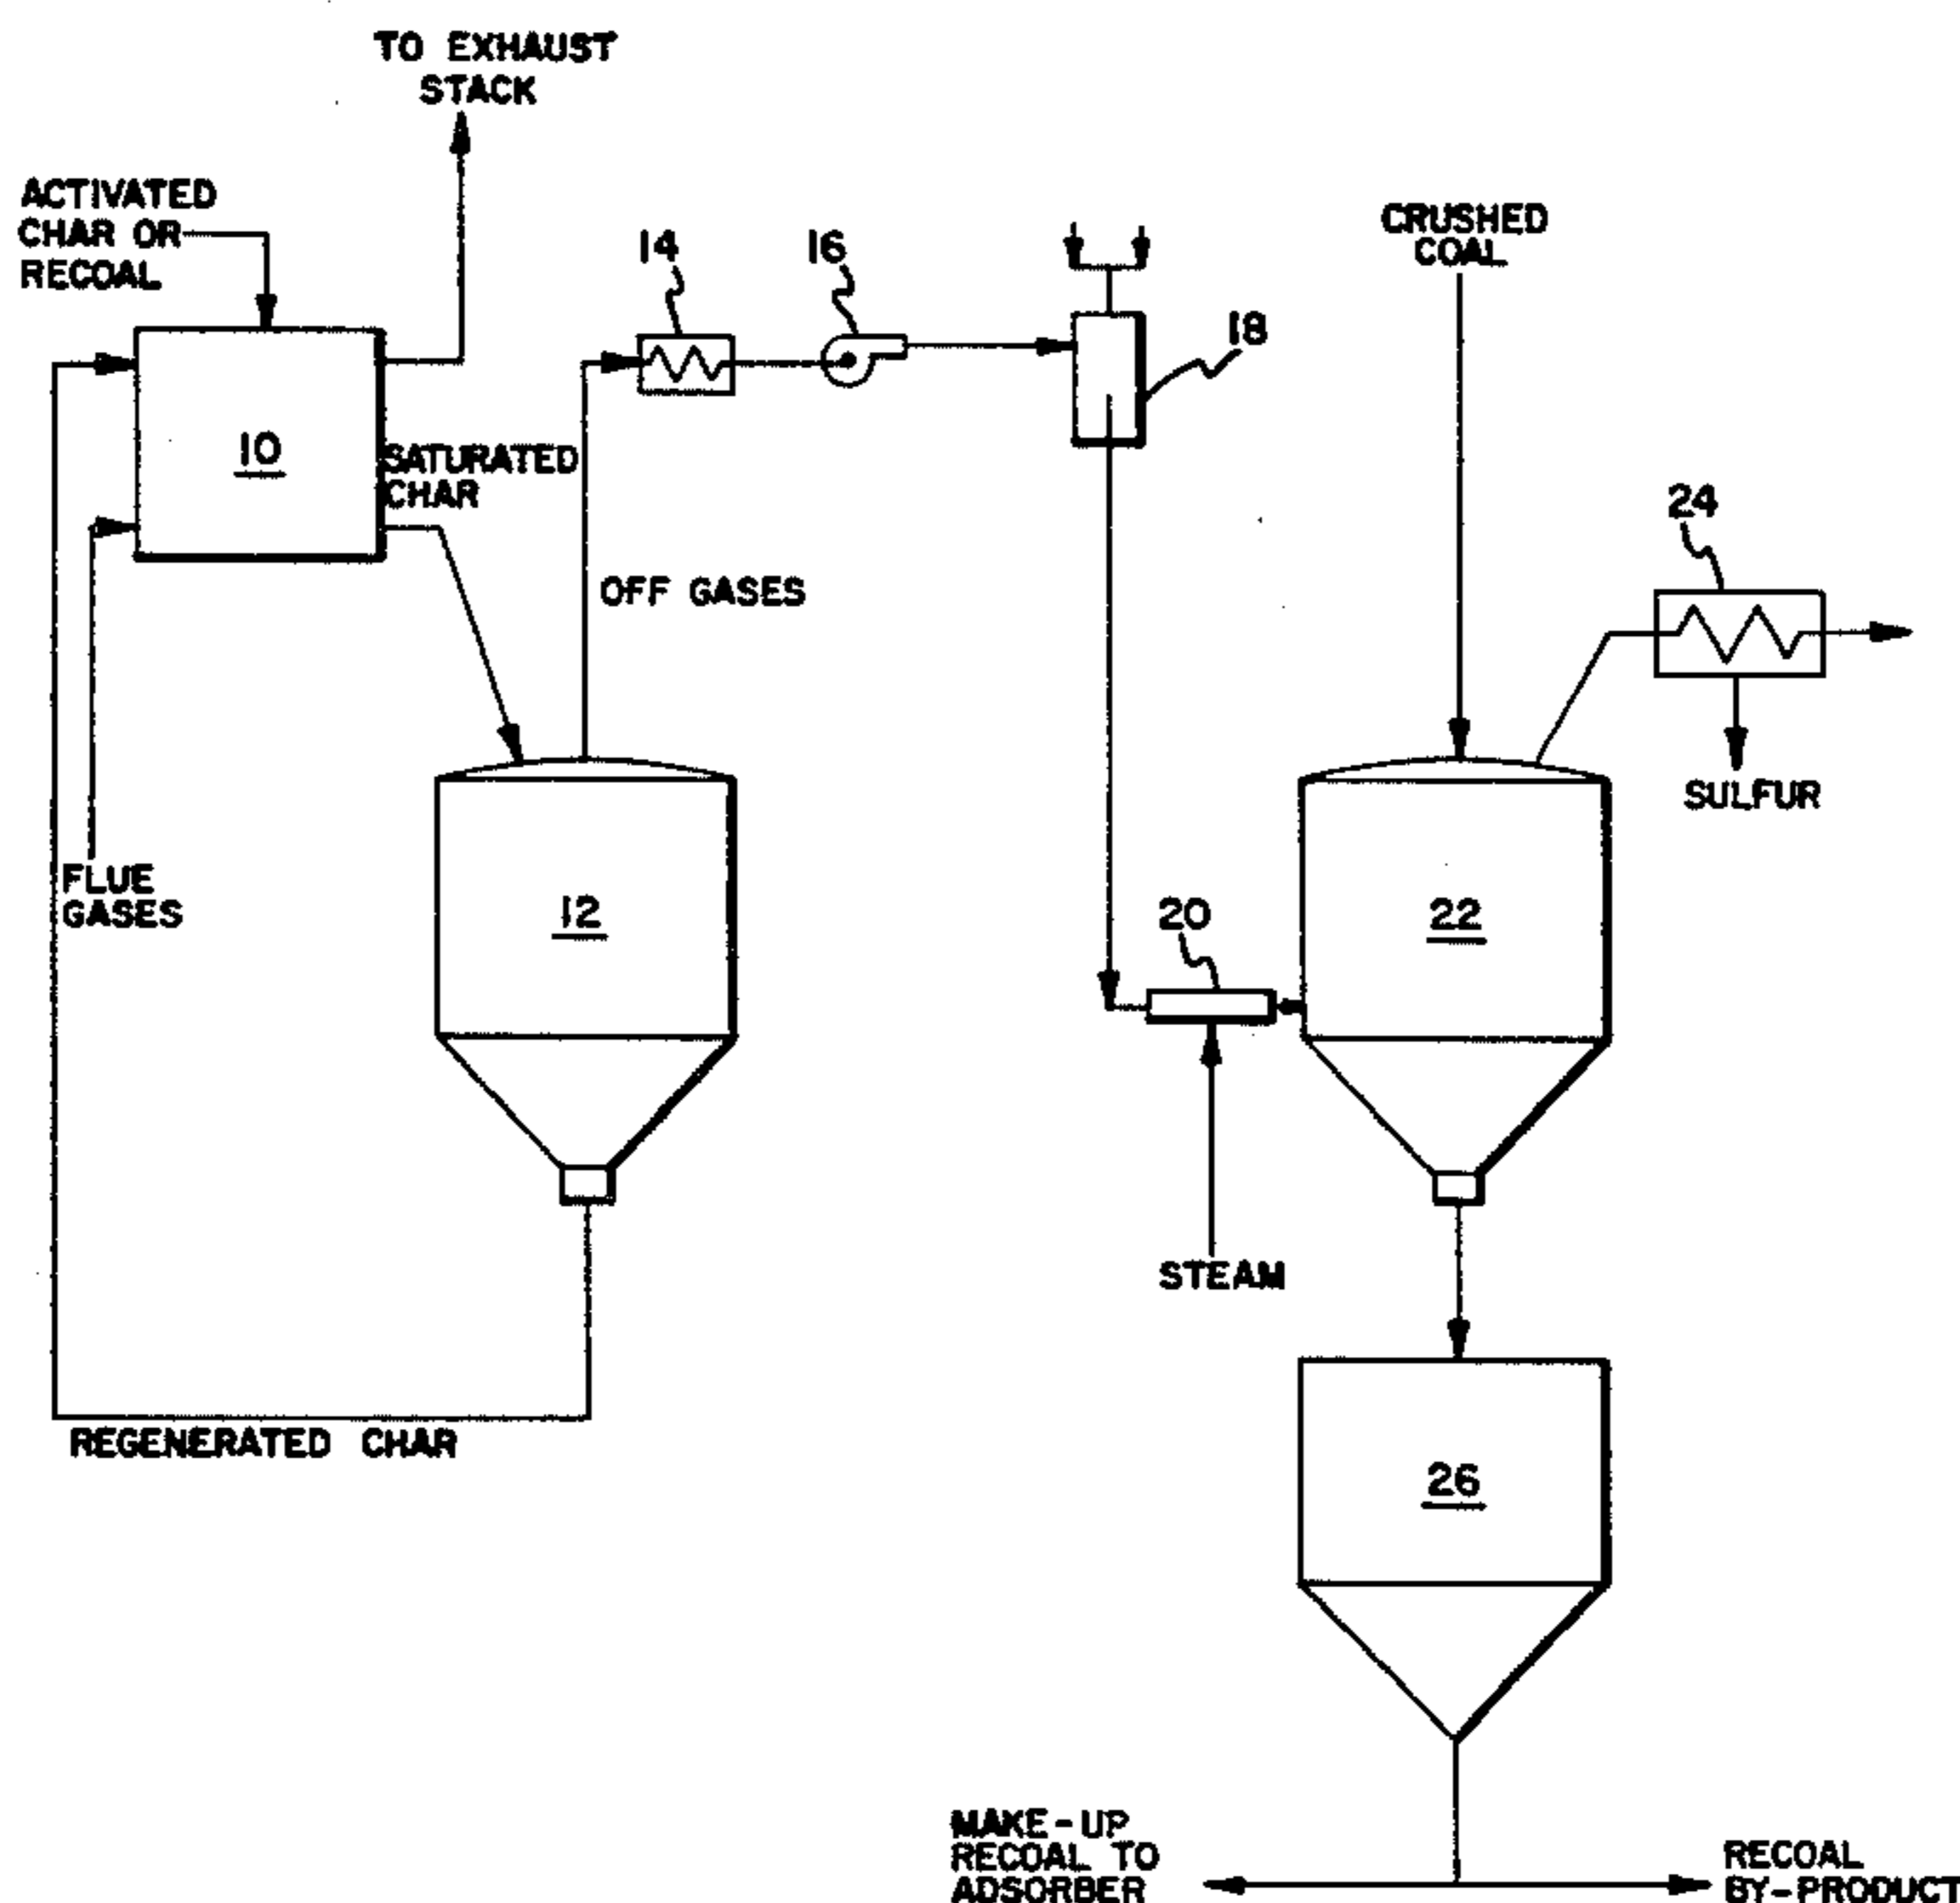 TO EXHAUST
STACK
ACTIVATED
CHAR OR
RECOAL
14
16
18
CRUSHED
COAL
10
SATURATED
CHAR
24
OFF GASES
SULFUR
FLUE
GASES
12
20
22
STEAM
REGENERATED CHAR
26
MAKE-UP
RECOAL TO
ADSORBER
RECOAL
BY-PRODUCT